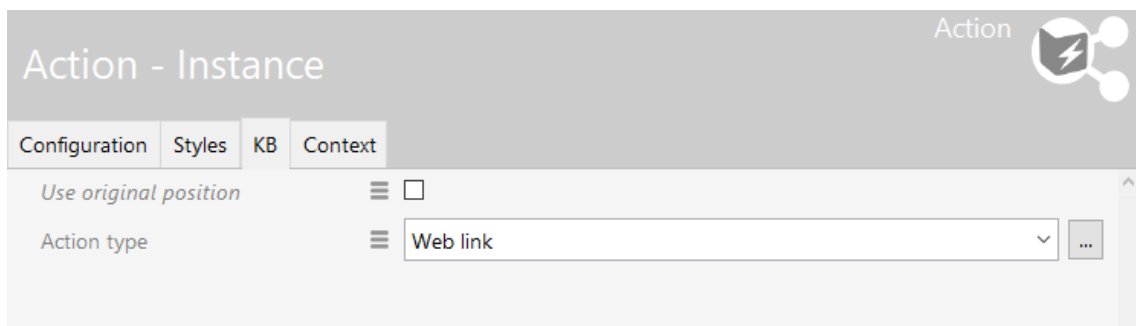 Action
Action - Instance
Configuration Styles KB Context
Use original position
Action type Web link ...